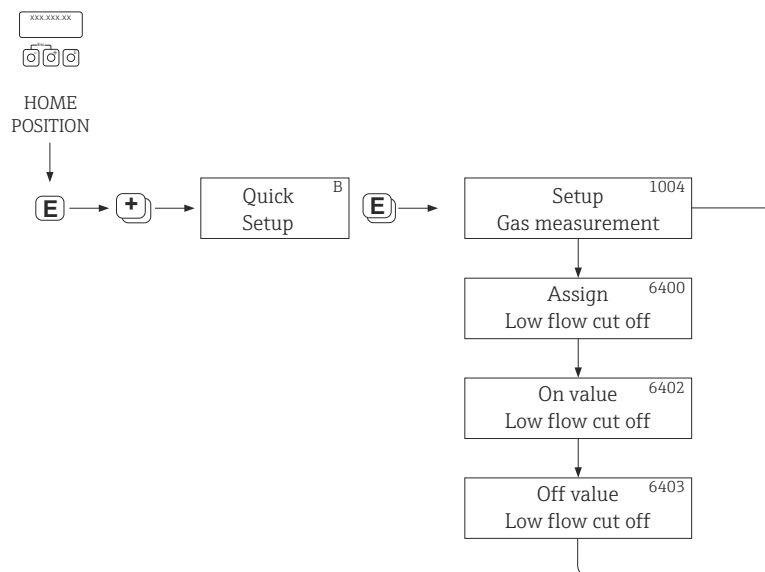 xxx.xxx.xx
Esc
HOME
POSITION
E
+
Quick
Setup
B
E
Setup
Gas measurement
1004
Assign
Low flow cut off
6400
On value
Low flow cut off
6402
Off value
Low flow cut off
6403